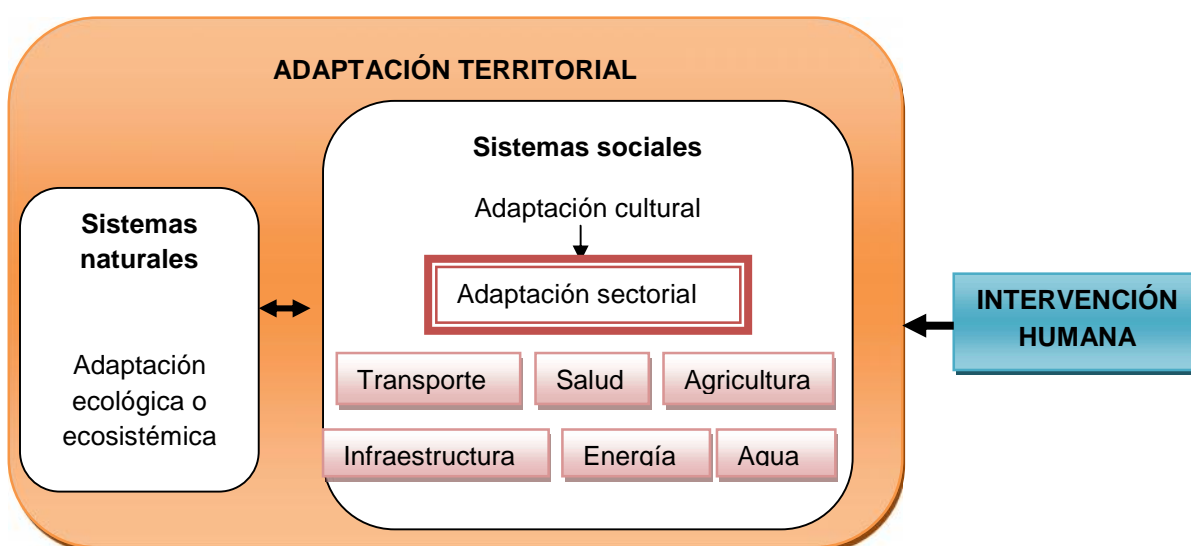 ADAPTACIÓN TERRITORIAL
Sistemas
naturales
Adaptación
ecológica o
ecosistémica
Sistemas sociales
Adaptación cultural
Adaptación sectorial
Transporte
Salud
Agricultura
Infraestructura
Energía
Agua
INTERVENCIÓN
HUMANA